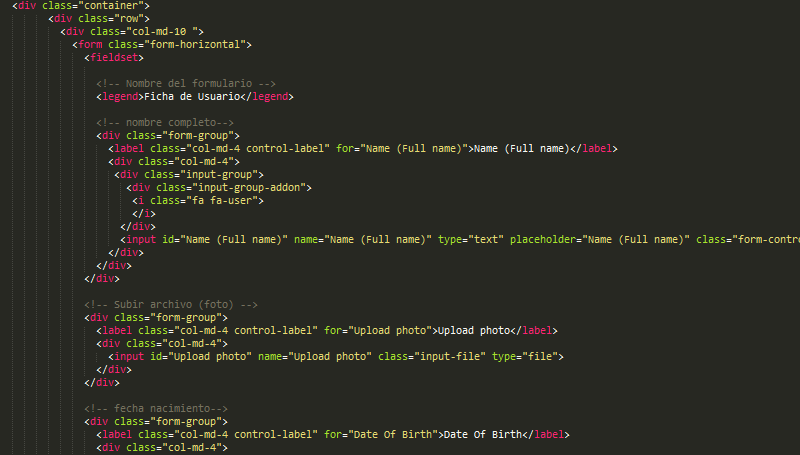 <div class="container">
<div class="row">
<div class="col-md-10 ">
<form class="form-horizontal">
<fieldset>
<!-- Nombre del formulario -->
<legend>Ficha de Usuario</legend>
<!-- nombre completo-->
<div class="form-group">
<label class="col-md-4 control-label" for="Name (Full name)">Name (Full name)</label>
<div class="col-md-4">
<div class="input-group">
<div class="input-group-addon">
<i class="fa fa-user">
</i>
</div>
<input id="Name (Full name)" name="Name (Full name)" type="text" placeholder="Name (Full name)" class="form-contro
</div>
</div>
</div>
<!-- Subir archivo (foto) -->
<div class="form-group">
<label class="col-md-4 control-label" for="Upload photo">Upload photo</label>
<div class="col-md-4">
<input id="Upload photo" name="Upload photo" class="input-file" type="file">
</div>
</div>
<!-- fecha nacimiento-->
<div class="form-group">
<label class="col-md-4 control-label" for="Date Of Birth">Date Of Birth</label>
<div class="col-md-4">